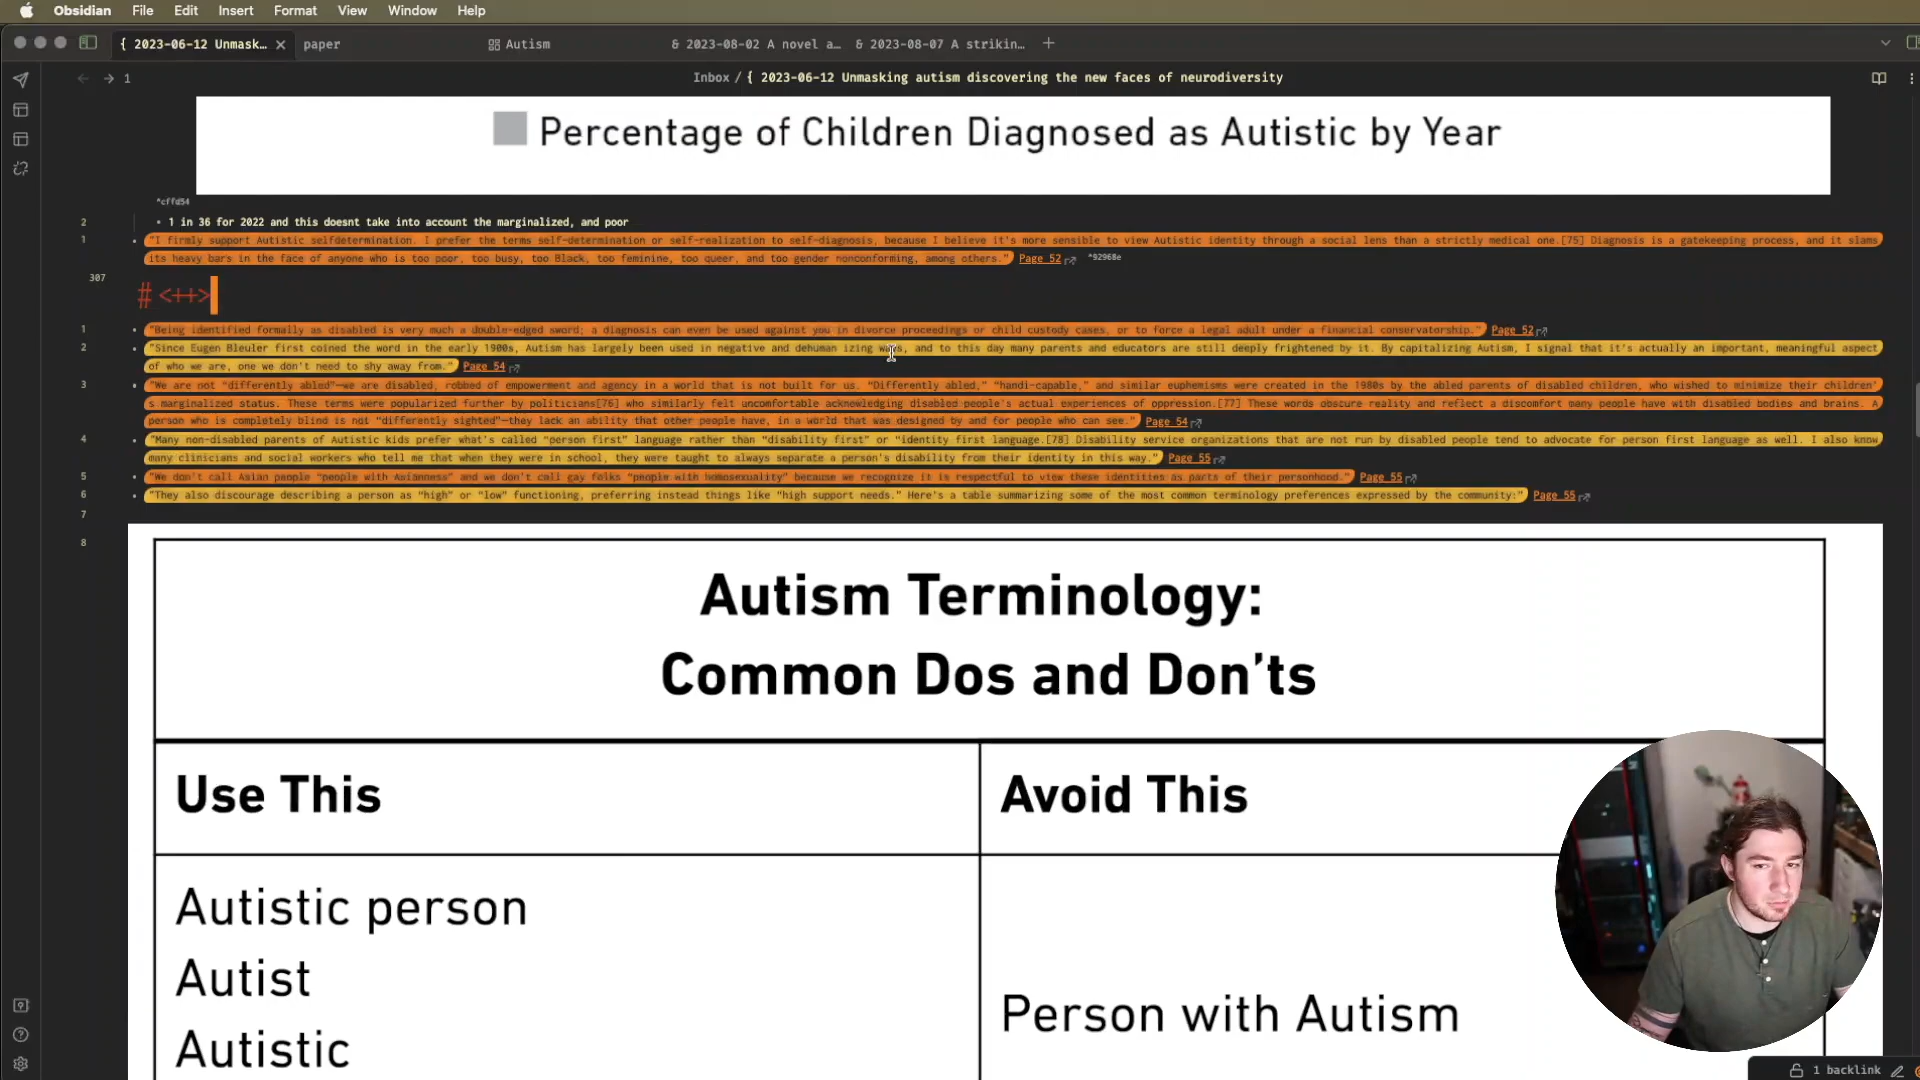 Obsidian File Edit Insert Format View Window Help
{ 2023-06-12 Unmask… paper Autism & 2023-08-02 A novel a… & 2023-08-07 A strikin…
1 Inbox / { 2023-06-12 Unmasking autism discovering the new faces of neurodiversity
Percentage of Children Diagnosed as Autistic by Year
^cffd54
2 • 1 in 36 for 2022 and this doesnt take into account the marginalized, and poor
1 • "I firmly support Autistic selfdetermination. I prefer the terms self-determination or self-realization to self-diagnosis, because I believe it's more sensible to view Autistic identity through a social lens than a strictly medical one.[75] Diagnosis is a gatekeeping process, and it slams
its heavy bars in the face of anyone who is too poor, too busy, too Black, too feminine, too queer, and too gender nonconforming, among others." Page 52 ^92968e
307 # <++>
1 • "Being identified formally as disabled is very much a double-edged sword; a diagnosis can even be used against you in divorce proceedings or child custody cases, or to force a legal adult under a financial conservatorship." Page 52
2 • "Since Eugen Bleuler first coined the word in the early 1900s, Autism has largely been used in negative and dehuman izing ways, and to this day many parents and educators are still deeply frightened by it. By capitalizing Autism, I signal that it's actually an important, meaningful aspect
of who we are, one we don't need to shy away from." Page 54
3 • "We are not "differently abled"—we are disabled, robbed of empowerment and agency in a world that is not built for us. "Differently abled," "handi-capable," and similar euphemisms were created in the 1980s by the abled parents of disabled children, who wished to minimize their children'
s marginalized status. These terms were popularized further by politicians[76] who similarly felt uncomfortable acknowledging disabled people's actual experiences of oppression.[77] These words obscure reality and reflect a discomfort many people have with disabled bodies and brains. A
person who is completely blind is not "differently sighted"—they lack an ability that other people have, in a world that was designed by and for people who can see." Page 54
4 • "Many non-disabled parents of Autistic kids prefer what's called "person first" language rather than "disability first" or "identity first language.[78] Disability service organizations that are not run by disabled people tend to advocate for person first language as well. I also know
many clinicians and social workers who tell me that when they were in school, they were taught to always separate a person's disability from their identity in this way." Page 55
5 • "We don't call Asian people "people with Asianness" and we don't call gay folks "people with homosexuality" because we recognize it is respectful to view these identities as parts of their personhood." Page 55
6 • "They also discourage describing a person as "high" or "low" functioning, preferring instead things like "high support needs." Here's a table summarizing some of the most common terminology preferences expressed by the community:" Page 55
7
8
Autism Terminology:
Common Dos and Don'ts
Use This Avoid This
Autistic person
Autist
Person with Autism
Autistic
1 backlink